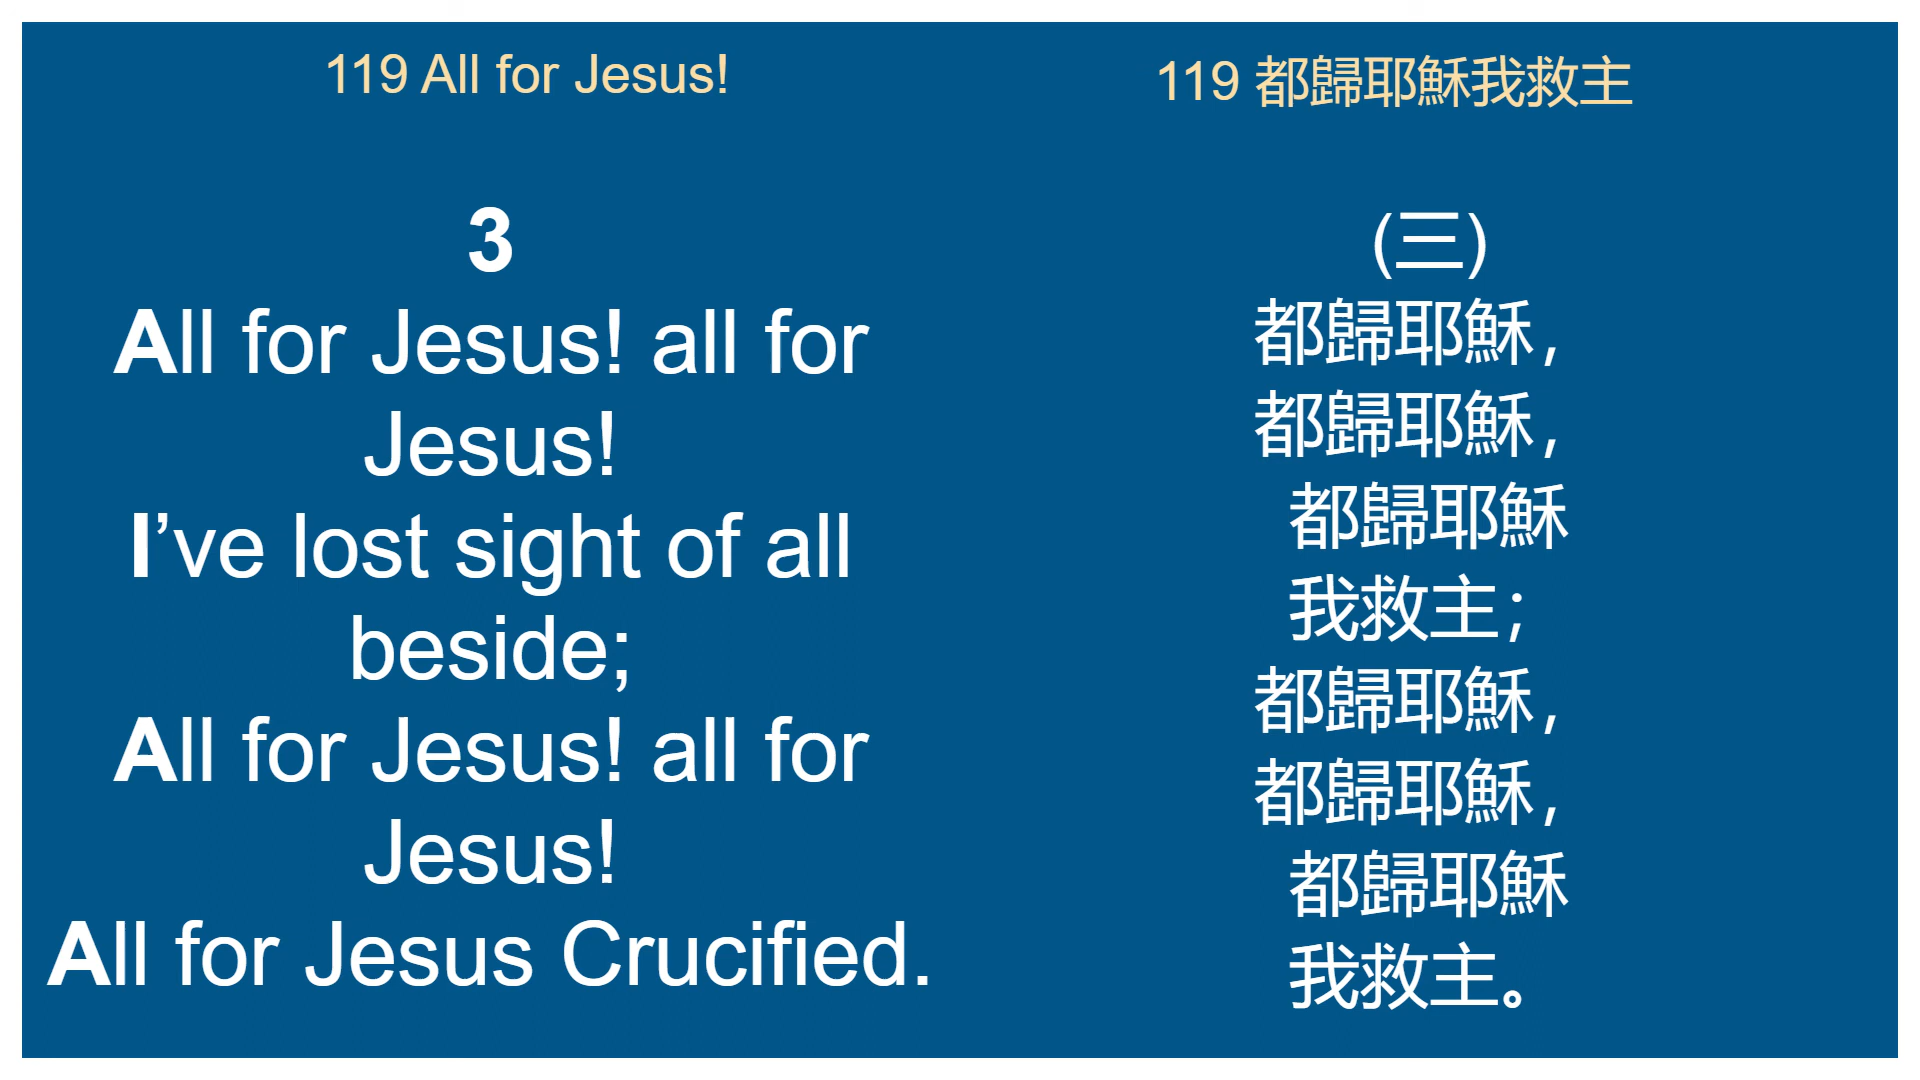 119 All for Jesus!
3
All for Jesus! all for
Jesus!
I’ve lost sight of all
beside;
All for Jesus! all for
Jesus!
All for Jesus Crucified.
119 都歸耶穌我救主
(三)
都歸耶穌，
都歸耶穌，
都歸耶穌
我救主；
都歸耶穌，
都歸耶穌，
都歸耶穌
我救主。